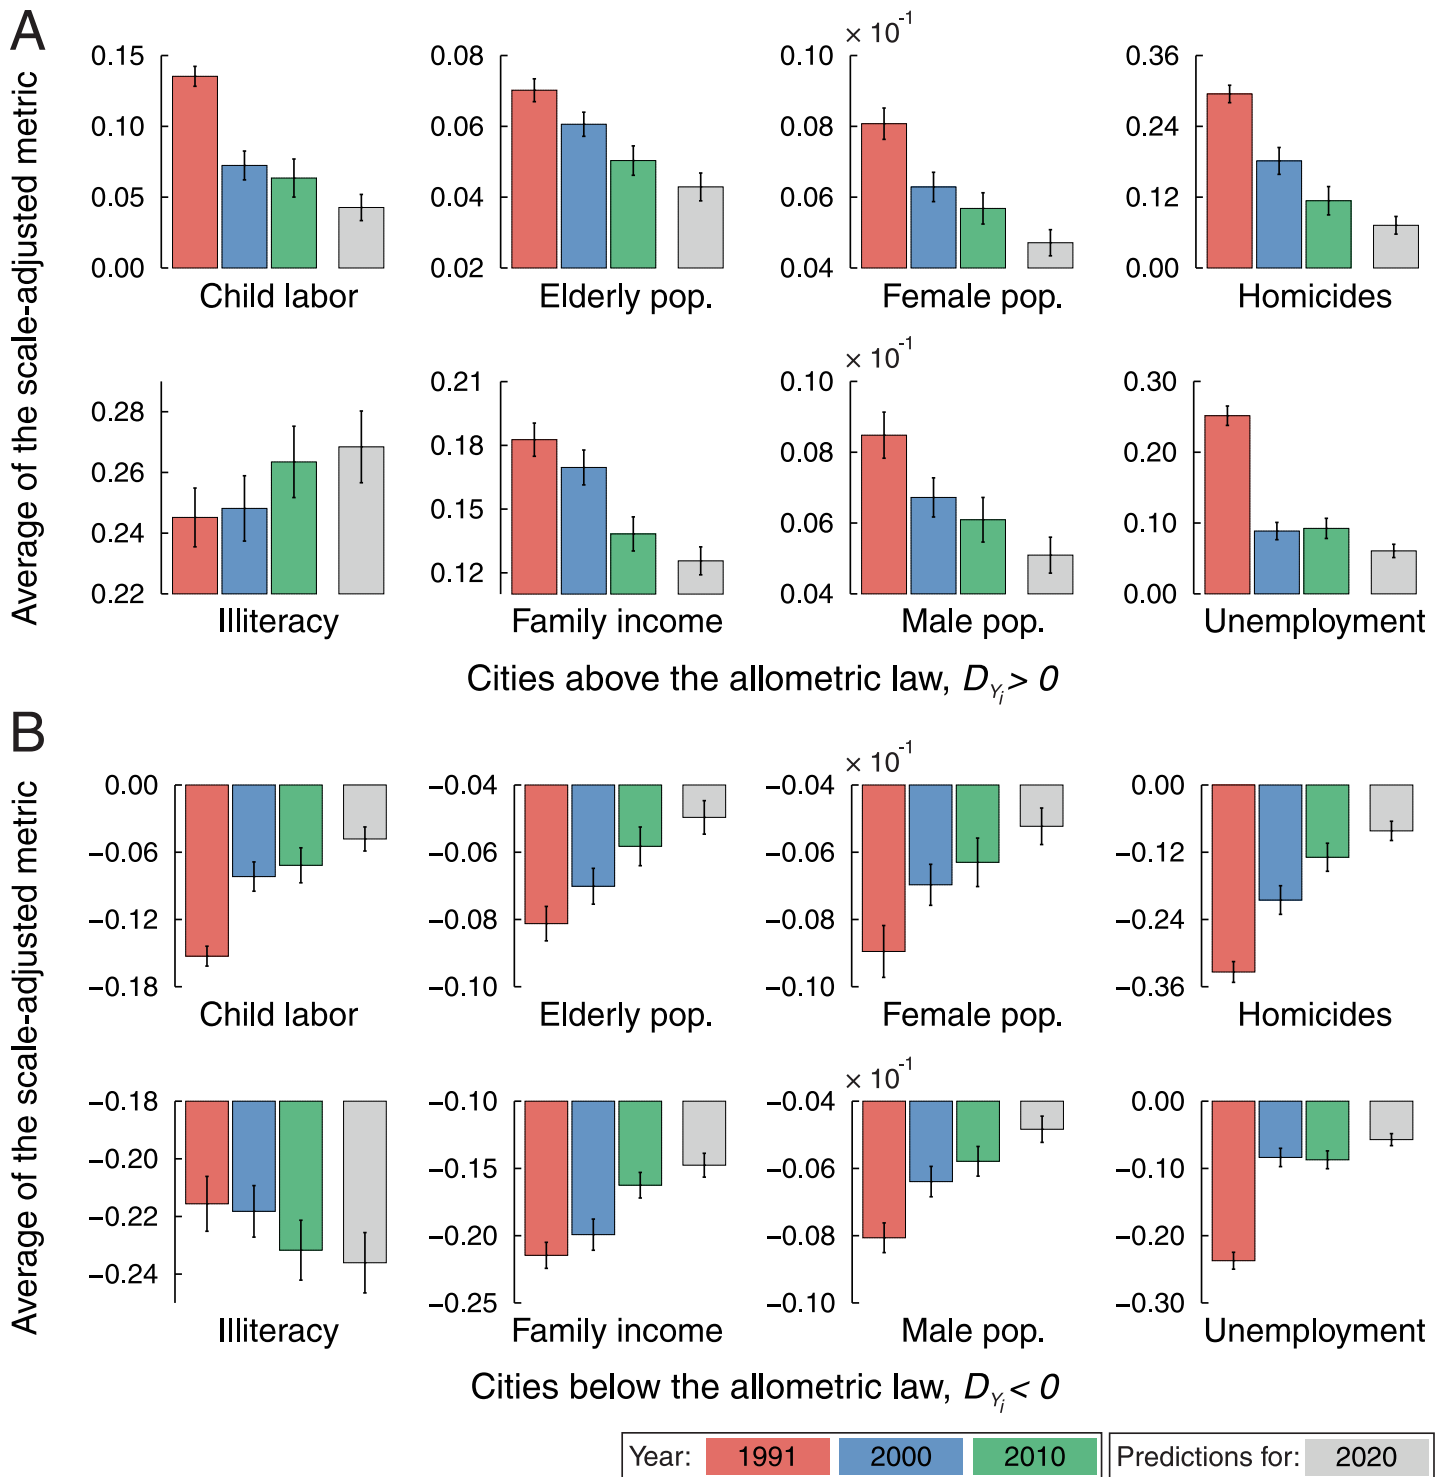 A
Average of the scale-adjusted metric
0.15
0.10
0.05
0.00
Child labor
0.08
0.06
0.04
0.02
Elderly pop.
× 10⁻¹
0.10
0.08
0.06
0.04
Female pop.
0.36
0.24
0.12
0.00
Homicides
0.28
0.26
0.24
0.22
Illiteracy
0.21
0.18
0.15
0.12
Family income
× 10⁻¹
0.10
0.08
0.06
0.04
Male pop.
0.30
0.20
0.10
0.00
Unemployment
Cities above the allometric law, D_{Y_i} > 0
B
Average of the scale-adjusted metric
0.00
−0.06
−0.12
−0.18
Child labor
−0.04
−0.06
−0.08
−0.10
Elderly pop.
× 10⁻¹
−0.04
−0.06
−0.08
−0.10
Female pop.
0.00
−0.12
−0.24
−0.36
Homicides
−0.18
−0.20
−0.22
−0.24
Illiteracy
−0.10
−0.15
−0.20
−0.25
Family income
× 10⁻¹
−0.04
−0.06
−0.08
−0.10
Male pop.
0.00
−0.10
−0.20
−0.30
Unemployment
Cities below the allometric law, D_{Y_i} < 0
Year: 1991 2000 2010 Predictions for: 2020